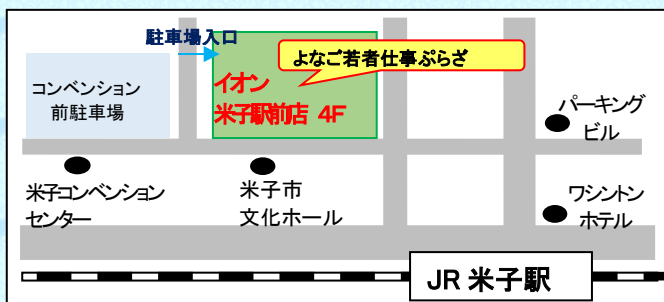 駐車場入口
よなご若者仕事ぷらざ
コンベンション
前駐車場
イオン
米子駅前店 4F
パーキング
ビル
米子コンベンション
センター
米子市
文化ホール
ワシントン
ホテル
JR 米子駅